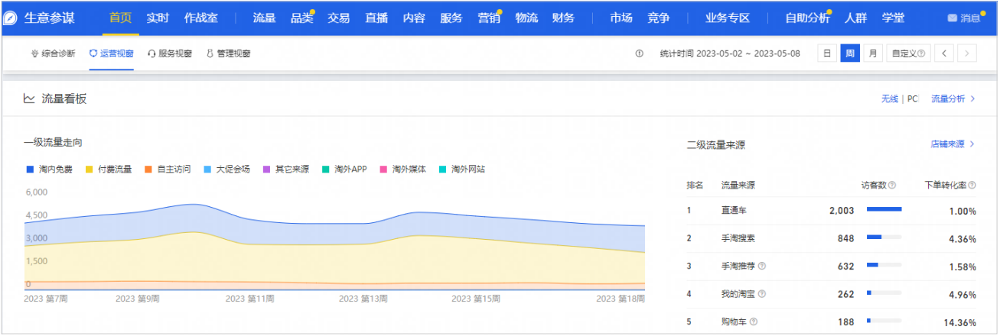 生意参谋 首页 实时 作战室 流量 品类 交易 直播 内容 服务 营销 物流 财务 市场 竞争 业务专区 自助分析 人群 学堂 消息
综合诊断 运营视窗 服务视窗 管理视窗 统计时间 2023-05-02 ~ 2023-05-08 日 周 月 自定义
流量看板 无线 | PC 流量分析 >
一级流量走向
二级流量来源 店铺来源 >
淘内免费 付费流量 自主访问 大促会场 其它来源 淘外APP 淘外媒体 淘外网站
6,000
4,500
3,000
1,500
0
2023 第7周 2023 第9周 2023 第11周 2023 第13周 2023 第15周 2023 第18周
排名 流量来源 访客数 下单转化率
1 直通车 2,003 1.00%
2 手淘搜索 848 4.36%
3 手淘推荐 632 1.58%
4 我的淘宝 262 4.96%
5 购物车 188 14.36%